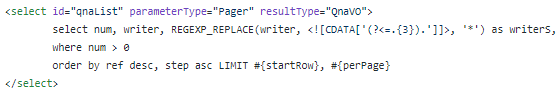 <select id="qnaList" parameterType="Pager" resultType="QnaVO">
select num, writer, REGEXP_REPLACE(writer, <![CDATA['(?<=.{3}).']]>, '*') as writerS,
where num > 0
order by ref desc, step asc LIMIT #{startRow}, #{perPage}
</select>